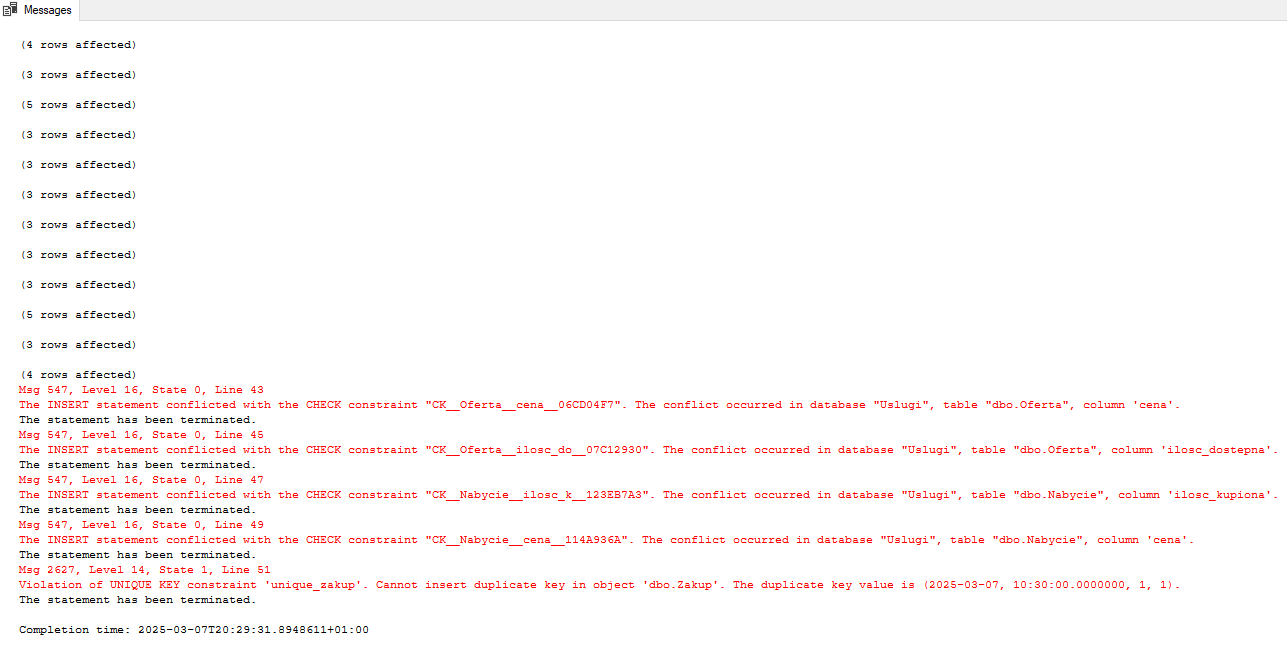 Messages
(4 rows affected)
(3 rows affected)
(5 rows affected)
(3 rows affected)
(3 rows affected)
(3 rows affected)
(3 rows affected)
(3 rows affected)
(3 rows affected)
(5 rows affected)
(3 rows affected)
(4 rows affected)
Msg 547, Level 16, State 0, Line 43
The INSERT statement conflicted with the CHECK constraint "CK__Oferta__cena__06CD04F7". The conflict occurred in database "Uslugi", table "dbo.Oferta", column 'cena'.
The statement has been terminated.
Msg 547, Level 16, State 0, Line 45
The INSERT statement conflicted with the CHECK constraint "CK__Oferta__ilosc_do__07C12930". The conflict occurred in database "Uslugi", table "dbo.Oferta", column 'ilosc_dostepna'.
The statement has been terminated.
Msg 547, Level 16, State 0, Line 47
The INSERT statement conflicted with the CHECK constraint "CK__Nabycie__ilosc_k__123EB7A3". The conflict occurred in database "Uslugi", table "dbo.Nabycie", column 'ilosc_kupiona'.
The statement has been terminated.
Msg 547, Level 16, State 0, Line 49
The INSERT statement conflicted with the CHECK constraint "CK__Nabycie__cena__114A936A". The conflict occurred in database "Uslugi", table "dbo.Nabycie", column 'cena'.
The statement has been terminated.
Msg 2627, Level 14, State 1, Line 51
Violation of UNIQUE KEY constraint 'unique_zakup'. Cannot insert duplicate key in object 'dbo.Zakup'. The duplicate key value is (2025-03-07, 10:30:00.0000000, 1, 1).
The statement has been terminated.
Completion time: 2025-03-07T20:29:31.8948611+01:00